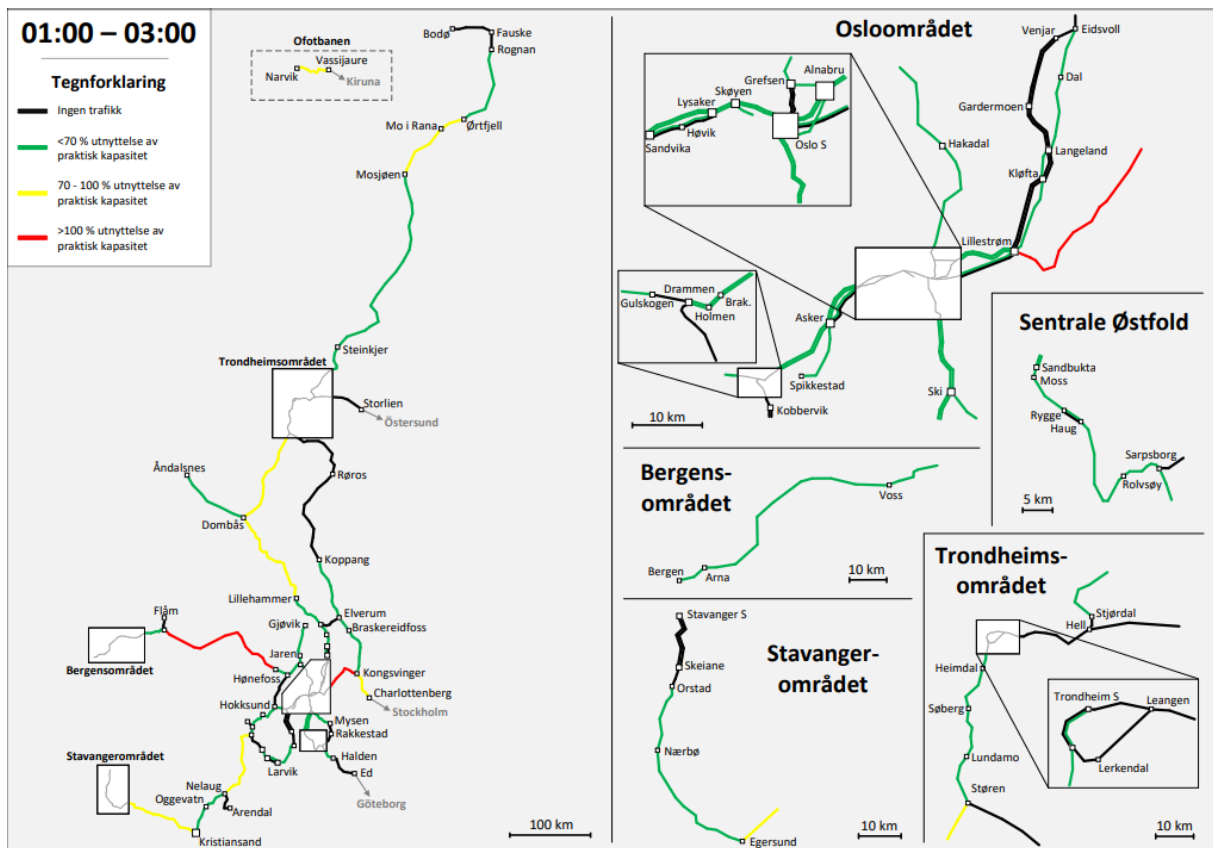 01:00 – 03:00
Tegnforklaring
Ingen trafikk
<70 % utnyttelse av
praktisk kapasitet
70 - 100 % utnyttelse av
praktisk kapasitet
>100 % utnyttelse av
praktisk kapasitet
Ofotbanen
Vassijaure
Narvik
Kiruna
Bodø
Fauske
Rognan
Mo i Rana
Ørtfjell
Mosjøen
Steinkjer
Trondheimsområdet
Storlien
Östersund
Åndalsnes
Røros
Dombås
Koppang
Lillehammer
Elverum
Flåm
Gjøvik
Braskereidfoss
Jaren
Bergensområdet
Hønefoss
Kongsvinger
Charlottenberg
Hokksund
Stockholm
Mysen
Rakkestad
Stavangerområdet
Halden
Larvik
Ed
Nelaug
Oggevatn
Arendal
Göteborg
Kristiansand
100 km
Osloområdet
Venjar
Eidsvoll
Alnabru
Grefsen
Skøyen
Dal
Lysaker
Gardermoen
Høvik
Oslo S
Sandvika
Hakadal
Langeland
Kløfta
Lillestrøm
Drammen
Gulskogen
Brak.
Holmen
Asker
Spikkestad
Ski
Kobbervik
10 km
Sentrale Østfold
Sandbukta
Moss
Rygge
Haug
Sarpsborg
Rolvsøy
5 km
Bergens-
området
Voss
Bergen
Arna
10 km
Stavanger S
Stavanger-
området
Skeiane
Orstad
Nærbø
Egersund
10 km
Trondheims-
området
Stjørdal
Hell
Heimdal
Trondheim S
Leangen
Søberg
Lerkendal
Lundamo
Støren
10 km